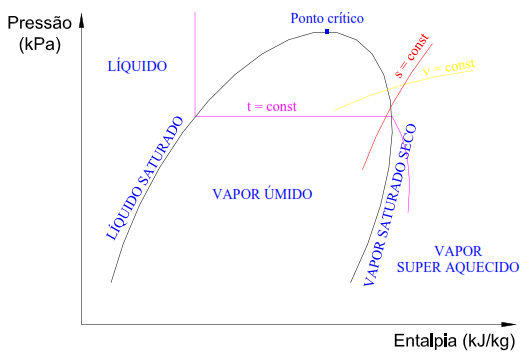 Pressão
(kPa)
Ponto crítico
LÍQUIDO
s = const
v = const
t = const
LÍQUIDO SATURADO
VAPOR ÚMIDO
VAPOR SATURADO SECO
VAPOR
SUPER AQUECIDO
Entalpia (kJ/kg)